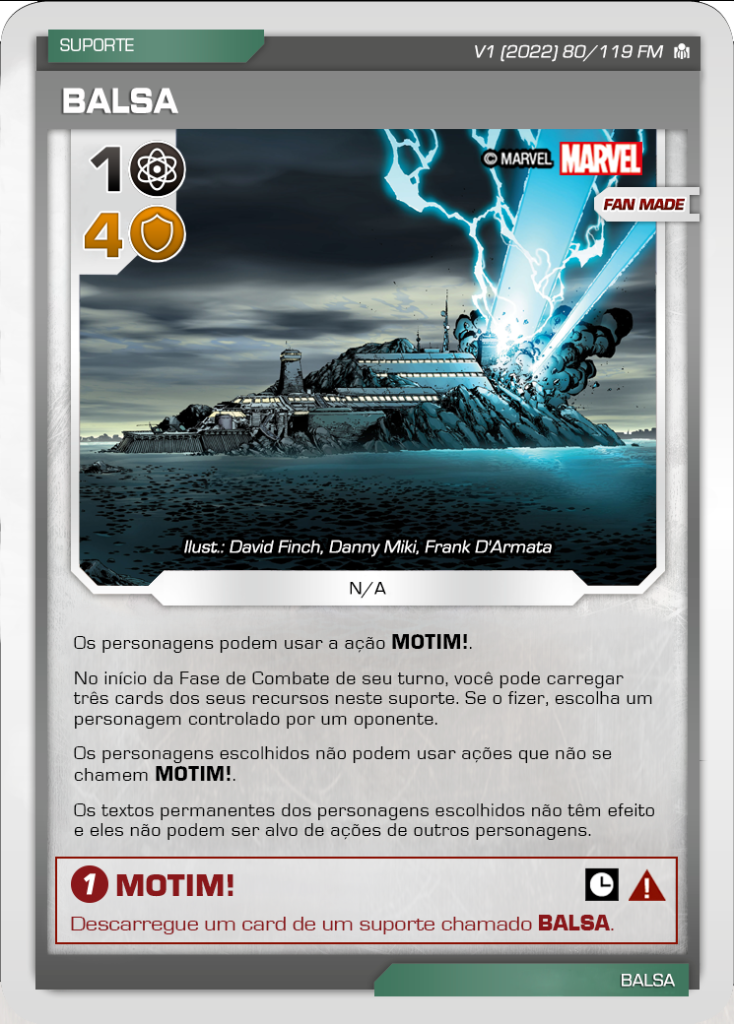 SUPORTE
V1 (2022) 80/119 FM
BALSA
1
4
© MARVEL
MARVEL
FAN MADE
Ilust.: David Finch, Danny Miki, Frank D'Armata
N/A
Os personagens podem usar a ação MOTIM!.
No início da Fase de Combate de seu turno, você pode carregar
três cards dos seus recursos neste suporte. Se o fizer, escolha um
personagem controlado por um oponente.
Os personagens escolhidos não podem usar ações que não se
chamem MOTIM!.
Os textos permanentes dos personagens escolhidos não têm efeito
e eles não podem ser alvo de ações de outros personagens.
1 MOTIM!
Descarregue um card de um suporte chamado BALSA.
BALSA